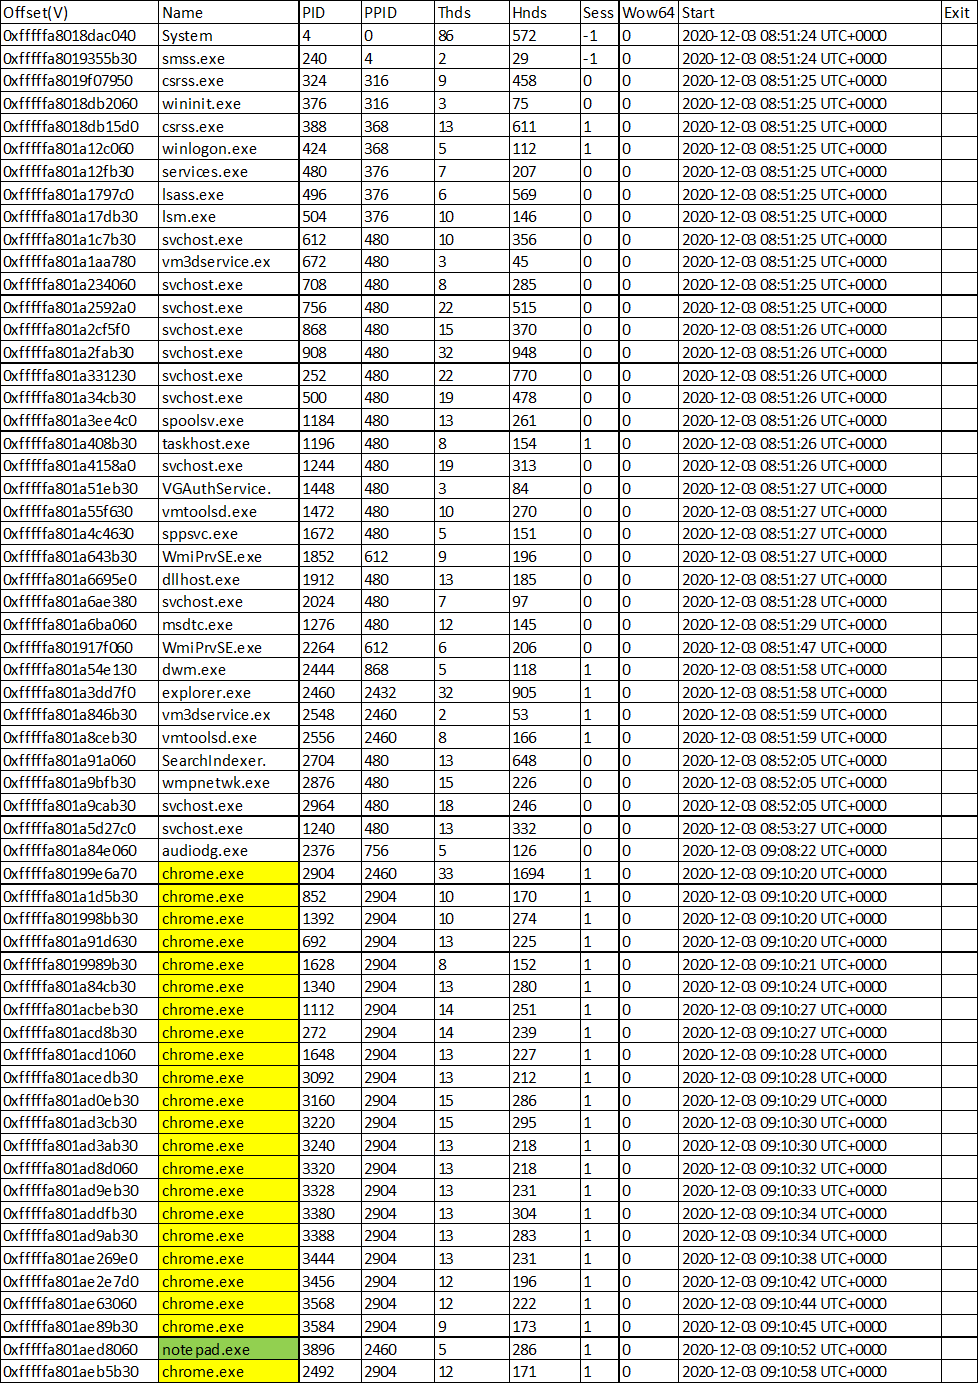 Offset(V) Name PID PPID Thds Hnds Sess Wow64 Start Exit
0xfffffa8018dac040 System 4 0 86 572 -1 0 2020-12-03 08:51:24 UTC+0000
0xfffffa8019355b30 smss.exe 240 4 2 29 -1 0 2020-12-03 08:51:24 UTC+0000
0xfffffa8019f07950 csrss.exe 324 316 9 458 0 0 2020-12-03 08:51:25 UTC+0000
0xfffffa8018db2060 wininit.exe 376 316 3 75 0 0 2020-12-03 08:51:25 UTC+0000
0xfffffa8018db15d0 csrss.exe 388 368 13 611 1 0 2020-12-03 08:51:25 UTC+0000
0xfffffa801a12c060 winlogon.exe 424 368 5 112 1 0 2020-12-03 08:51:25 UTC+0000
0xfffffa801a12fb30 services.exe 480 376 7 207 0 0 2020-12-03 08:51:25 UTC+0000
0xfffffa801a1797c0 lsass.exe 496 376 6 569 0 0 2020-12-03 08:51:25 UTC+0000
0xfffffa801a17db30 lsm.exe 504 376 10 146 0 0 2020-12-03 08:51:25 UTC+0000
0xfffffa801a1c7b30 svchost.exe 612 480 10 356 0 0 2020-12-03 08:51:25 UTC+0000
0xfffffa801a1aa780 vm3dservice.ex 672 480 3 45 0 0 2020-12-03 08:51:25 UTC+0000
0xfffffa801a234060 svchost.exe 708 480 8 285 0 0 2020-12-03 08:51:25 UTC+0000
0xfffffa801a2592a0 svchost.exe 756 480 22 515 0 0 2020-12-03 08:51:25 UTC+0000
0xfffffa801a2cf5f0 svchost.exe 868 480 15 370 0 0 2020-12-03 08:51:26 UTC+0000
0xfffffa801a2fab30 svchost.exe 908 480 32 948 0 0 2020-12-03 08:51:26 UTC+0000
0xfffffa801a331230 svchost.exe 252 480 22 770 0 0 2020-12-03 08:51:26 UTC+0000
0xfffffa801a34cb30 svchost.exe 500 480 19 478 0 0 2020-12-03 08:51:26 UTC+0000
0xfffffa801a3ee4c0 spoolsv.exe 1184 480 13 261 0 0 2020-12-03 08:51:26 UTC+0000
0xfffffa801a408b30 taskhost.exe 1196 480 8 154 1 0 2020-12-03 08:51:26 UTC+0000
0xfffffa801a4158a0 svchost.exe 1244 480 19 313 0 0 2020-12-03 08:51:26 UTC+0000
0xfffffa801a51eb30 VGAuthService. 1448 480 3 84 0 0 2020-12-03 08:51:27 UTC+0000
0xfffffa801a55f630 vmtoolsd.exe 1472 480 10 270 0 0 2020-12-03 08:51:27 UTC+0000
0xfffffa801a4c4630 sppsvc.exe 1672 480 5 151 0 0 2020-12-03 08:51:27 UTC+0000
0xfffffa801a643b30 WmiPrvSE.exe 1852 612 9 196 0 0 2020-12-03 08:51:27 UTC+0000
0xfffffa801a6695e0 dllhost.exe 1912 480 13 185 0 0 2020-12-03 08:51:27 UTC+0000
0xfffffa801a6ae380 svchost.exe 2024 480 7 97 0 0 2020-12-03 08:51:28 UTC+0000
0xfffffa801a6ba060 msdtc.exe 1276 480 12 145 0 0 2020-12-03 08:51:29 UTC+0000
0xfffffa801917f060 WmiPrvSE.exe 2264 612 6 206 0 0 2020-12-03 08:51:47 UTC+0000
0xfffffa801a54e130 dwm.exe 2444 868 5 118 1 0 2020-12-03 08:51:58 UTC+0000
0xfffffa801a3dd7f0 explorer.exe 2460 2432 32 905 1 0 2020-12-03 08:51:58 UTC+0000
0xfffffa801a846b30 vm3dservice.ex 2548 2460 2 53 1 0 2020-12-03 08:51:59 UTC+0000
0xfffffa801a8ceb30 vmtoolsd.exe 2556 2460 8 166 1 0 2020-12-03 08:51:59 UTC+0000
0xfffffa801a91a060 SearchIndexer. 2704 480 13 648 0 0 2020-12-03 08:52:05 UTC+0000
0xfffffa801a9bfb30 wmpnetwk.exe 2876 480 15 226 0 0 2020-12-03 08:52:05 UTC+0000
0xfffffa801a9cab30 svchost.exe 2964 480 18 246 0 0 2020-12-03 08:52:05 UTC+0000
0xfffffa801a5d27c0 svchost.exe 1240 480 13 332 0 0 2020-12-03 08:53:27 UTC+0000
0xfffffa801a84e060 audiodg.exe 2376 756 5 126 0 0 2020-12-03 09:08:22 UTC+0000
0xfffffa80199e6a70 chrome.exe 2904 2460 33 1694 1 0 2020-12-03 09:10:20 UTC+0000
0xfffffa801a1d5b30 chrome.exe 852 2904 10 170 1 0 2020-12-03 09:10:20 UTC+0000
0xfffffa801998bb30 chrome.exe 1392 2904 10 274 1 0 2020-12-03 09:10:20 UTC+0000
0xfffffa801a91d630 chrome.exe 692 2904 13 225 1 0 2020-12-03 09:10:20 UTC+0000
0xfffffa8019989b30 chrome.exe 1628 2904 8 152 1 0 2020-12-03 09:10:21 UTC+0000
0xfffffa801a84cb30 chrome.exe 1340 2904 13 280 1 0 2020-12-03 09:10:24 UTC+0000
0xfffffa801acbeb30 chrome.exe 1112 2904 14 251 1 0 2020-12-03 09:10:27 UTC+0000
0xfffffa801acd8b30 chrome.exe 272 2904 14 239 1 0 2020-12-03 09:10:27 UTC+0000
0xfffffa801acd1060 chrome.exe 1648 2904 13 227 1 0 2020-12-03 09:10:28 UTC+0000
0xfffffa801acedb30 chrome.exe 3092 2904 13 212 1 0 2020-12-03 09:10:28 UTC+0000
0xfffffa801ad0eb30 chrome.exe 3160 2904 15 286 1 0 2020-12-03 09:10:29 UTC+0000
0xfffffa801ad3cb30 chrome.exe 3220 2904 15 295 1 0 2020-12-03 09:10:30 UTC+0000
0xfffffa801ad3ab30 chrome.exe 3240 2904 13 218 1 0 2020-12-03 09:10:30 UTC+0000
0xfffffa801ad8d060 chrome.exe 3320 2904 13 218 1 0 2020-12-03 09:10:32 UTC+0000
0xfffffa801ad9eb30 chrome.exe 3328 2904 13 231 1 0 2020-12-03 09:10:33 UTC+0000
0xfffffa801addfb30 chrome.exe 3380 2904 13 304 1 0 2020-12-03 09:10:34 UTC+0000
0xfffffa801ad9ab30 chrome.exe 3388 2904 13 283 1 0 2020-12-03 09:10:34 UTC+0000
0xfffffa801ae269e0 chrome.exe 3444 2904 13 231 1 0 2020-12-03 09:10:38 UTC+0000
0xfffffa801ae2e7d0 chrome.exe 3456 2904 12 196 1 0 2020-12-03 09:10:42 UTC+0000
0xfffffa801ae63060 chrome.exe 3568 2904 12 222 1 0 2020-12-03 09:10:44 UTC+0000
0xfffffa801ae89b30 chrome.exe 3584 2904 9 173 1 0 2020-12-03 09:10:45 UTC+0000
0xfffffa801aed8060 notepad.exe 3896 2460 5 286 1 0 2020-12-03 09:10:52 UTC+0000
0xfffffa801aeb5b30 chrome.exe 2492 2904 12 171 1 0 2020-12-03 09:10:58 UTC+0000